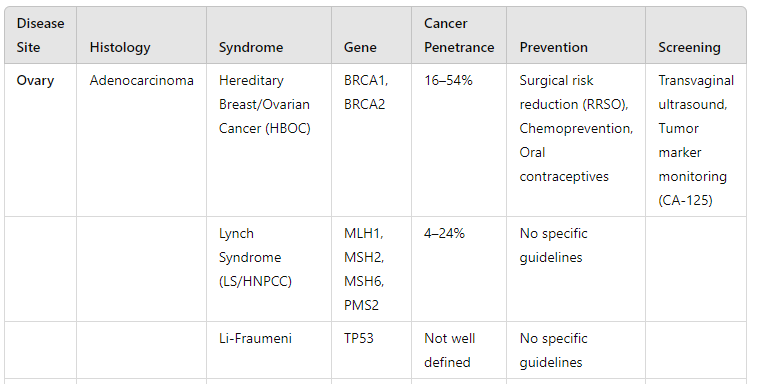 Disease Site
Histology
Syndrome
Gene
Cancer Penetrance
Prevention
Screening
Ovary
Adenocarcinoma
Hereditary
Breast/Ovarian
Cancer (HBOC)
BRCA1,
BRCA2
16–54%
Surgical risk
reduction (RRSO),
Chemoprevention,
Oral
contraceptives
Transvaginal
ultrasound,
Tumor
marker
monitoring
(CA-125)
Lynch
Syndrome
(LS/HNPCC)
MLH1,
MSH2,
MSH6,
PMS2
4–24%
No specific
guidelines
Li-Fraumeni
TP53
Not well
defined
No specific
guidelines